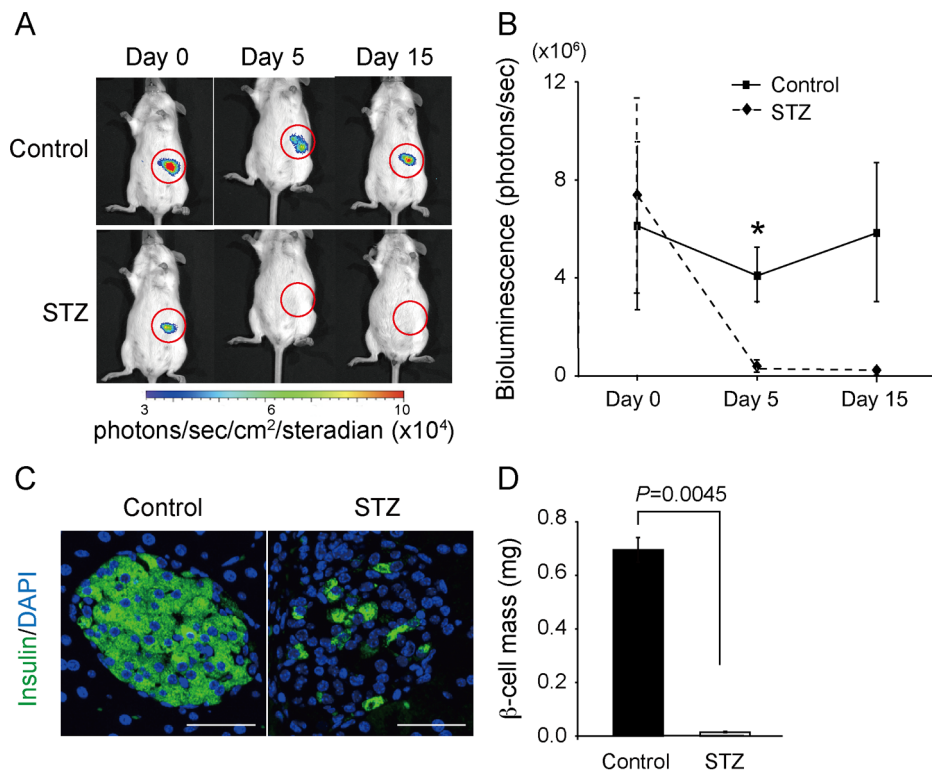 A
Day 0 Day 5 Day 15
Control
STZ
3 6 10
photons/sec/cm²/steradian (x10⁴)
B
(x10⁶)
Bioluminescence (photons/sec)
12
8
4
0
Control
STZ
*
Day 0 Day 5 Day 15
C
Control STZ
Insulin/DAPI
D
P=0.0045
β-cell mass (mg)
0.8
0.6
0.4
0.2
0.0
Control STZ